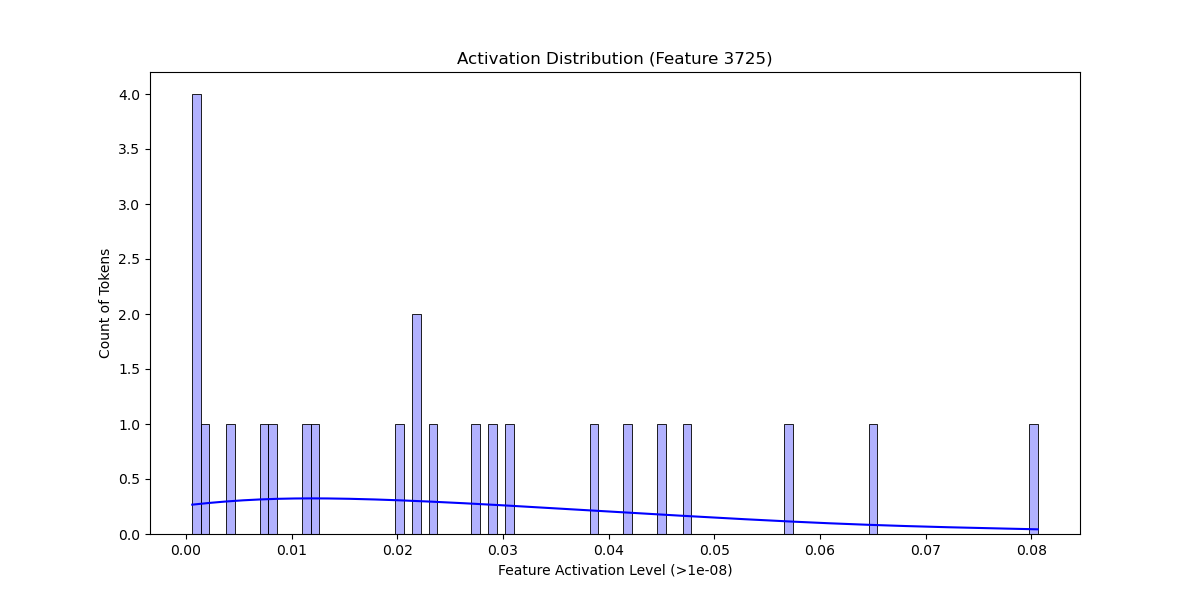 Activation Distribution (Feature 3725)
4.0
3.5
3.0
2.5
2.0
1.5
1.0
0.5
0.0
Count of Tokens
0.00 0.01 0.02 0.03 0.04 0.05 0.06 0.07 0.08
Feature Activation Level (>1e-08)